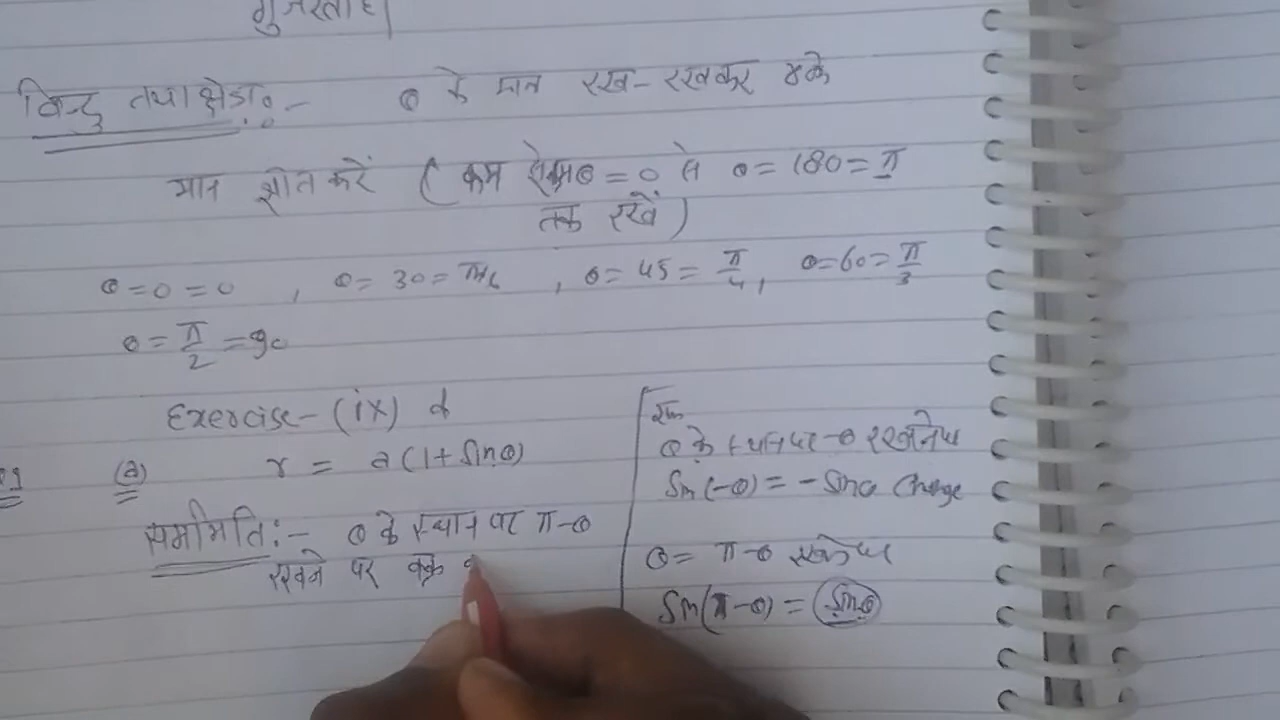 गुजरता है|
बिन्दु तथा क्षेत्र:- θ के मान रख-रखकर r के
मान ज्ञात करें ( कम से कम θ = 0 से θ = 180 = π
तक रखें )
θ = 0 = 0 , θ = 30 = π/6 , θ = 45 = π/4 , θ = 60 = π/3
θ = π/2 = 90
Exercise - (ix)
(a) r = a(1 + sinθ)
सममिति:- θ के स्थान पर π-θ
रखने पर वक्र
θ के स्थान पर -θ रखने पर
Sin(-θ) = -Sinθ Change
θ = π-θ रखने पर
Sin(π-θ) = Sinθ